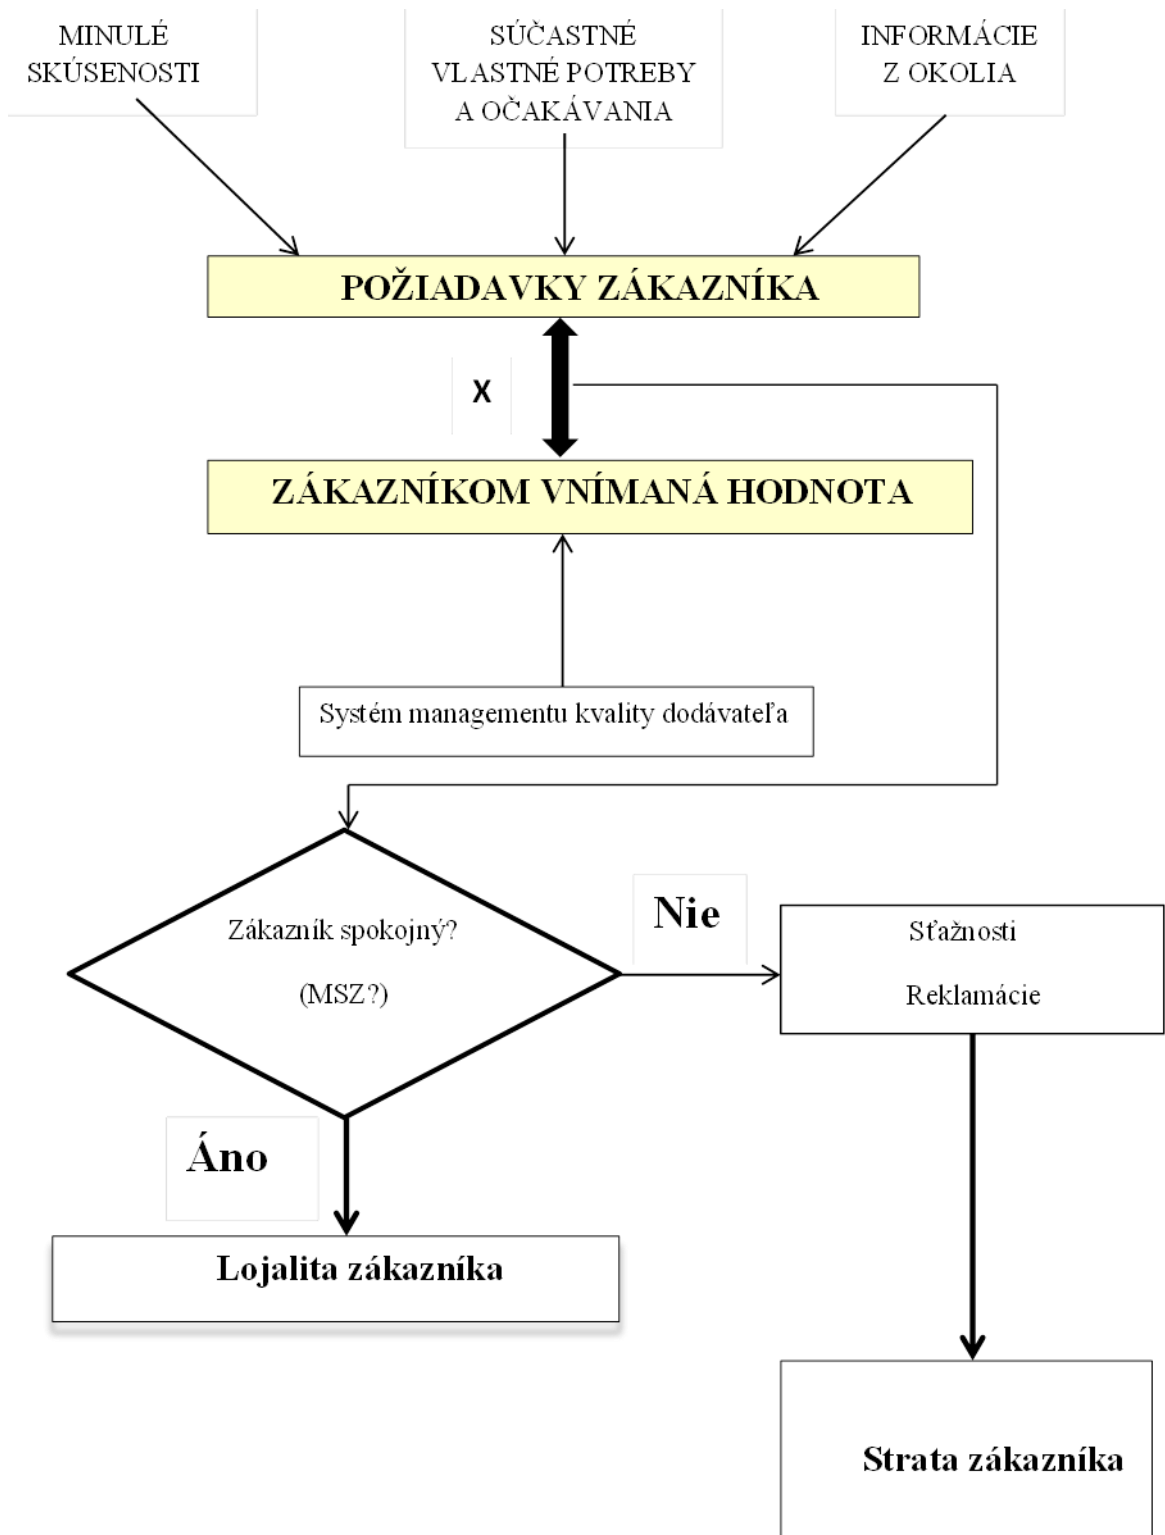 MINULÉ
SKÚSENOSTI
SÚČASTNÉ
VLASTNÉ POTREBY
A OČAKÁVANIA
INFORMÁCIE
Z OKOLIA
POŽIADAVKY ZÁKAZNÍKA
X
ZÁKAZNÍKOM VNÍMANÁ HODNOTA
Systém managementu kvality dodávateľa
Zákazník spokojný?
(MSZ?)
Nie
Sťažnosti
Reklamácie
Áno
Lojalita zákazníka
Strata zákazníka